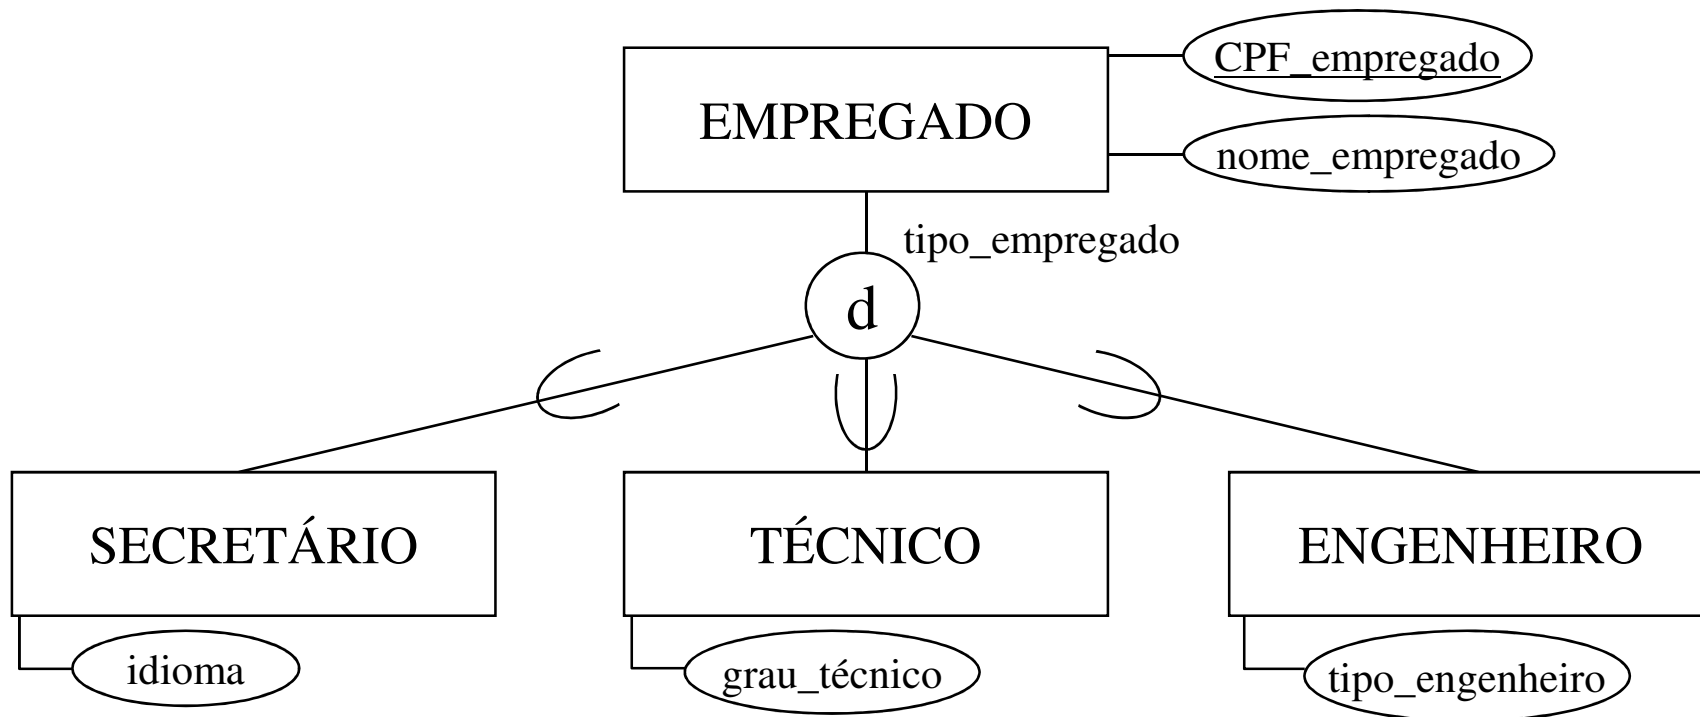 CPF_empregado
EMPREGADO
nome_empregado
tipo_empregado
d
SECRETÁRIO
TÉCNICO
ENGENHEIRO
idioma
grau_técnico
tipo_engenheiro